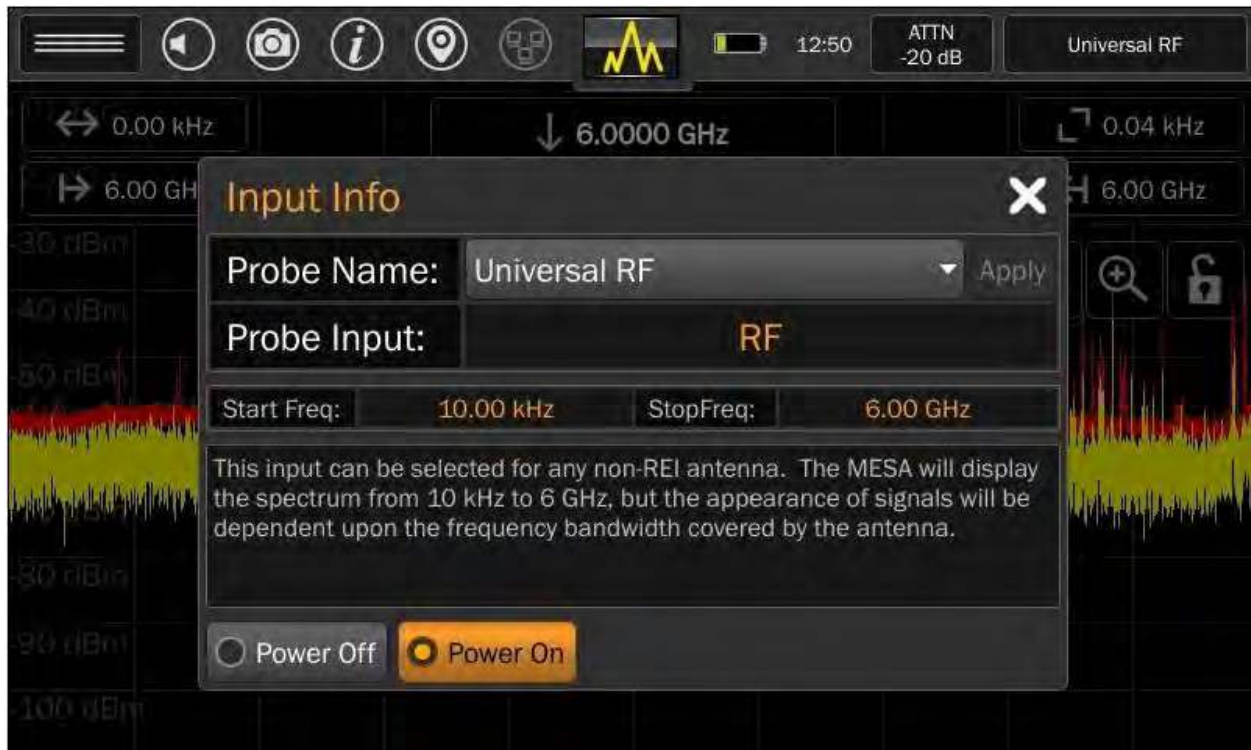 12:50
ATTN
-20 dB
Universal RF
0.00 kHz
6.0000 GHz
0.04 kHz
6.00 GH
6.00 GHz
Input Info
Probe Name: Universal RF Apply
Probe Input: RF
Start Freq: 10.00 kHz StopFreq: 6.00 GHz
This input can be selected for any non-REI antenna. The MESA will display
the spectrum from 10 kHz to 6 GHz, but the appearance of signals will be
dependent upon the frequency bandwidth covered by the antenna.
Power Off Power On
-30 dBm
-40 dBm
-50 dBm
-80 dBm
-90 dBm
-100 dBm